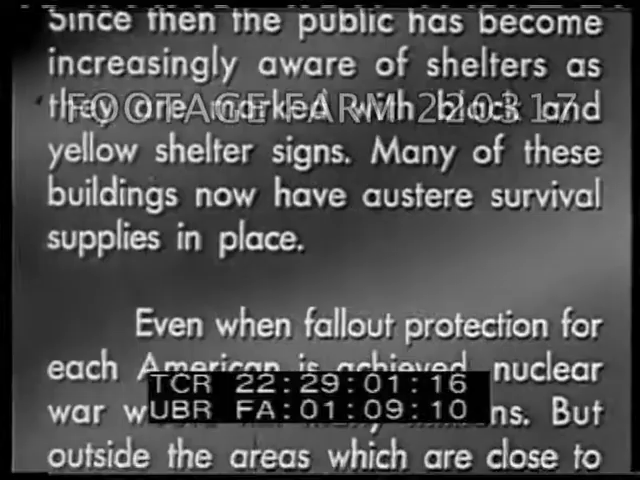 Since then the public has become
increasingly aware of shelters as
they are marked with black and
FOOTAGE FARM 220317
yellow shelter signs. Many of these
buildings now have austere survival
supplies in place.
Even when fallout protection for
each American is achieved, nuclear
TCR 22:29:01:16
war
UBR FA:01:09:10
But
outside the areas which are close to